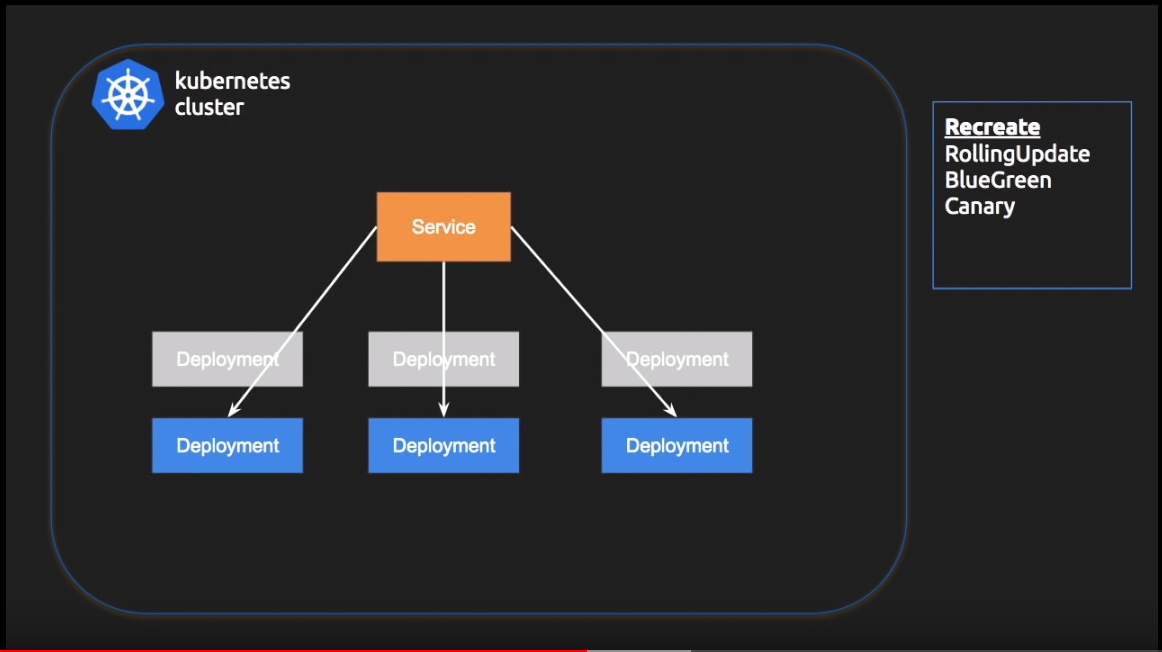 kubernetes
cluster
Recreate
RollingUpdate
BlueGreen
Canary
Service
Deployment
Deployment
Deployment
Deployment
Deployment
Deployment